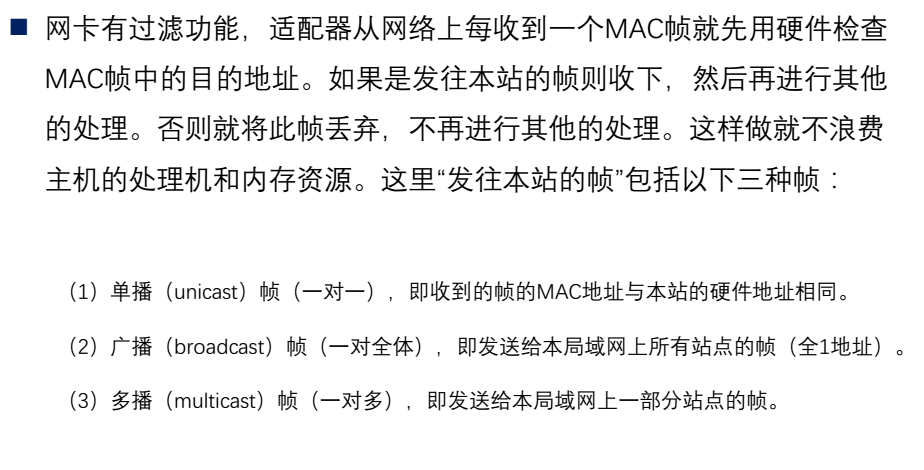 网卡有过滤功能，适配器从网络上每收到一个MAC帧就先用硬件检查
MAC帧中的目的地址。如果是发往本站的帧则收下，然后再进行其他
的处理。否则就将此帧丢弃，不再进行其他的处理。这样做就不浪费
主机的处理机和内存资源。这里“发往本站的帧”包括以下三种帧：
（1）单播（unicast）帧（一对一），即收到的帧的MAC地址与本站的硬件地址相同。
（2）广播（broadcast）帧（一对全体），即发送给本局域网上所有站点的帧（全1地址）。
（3）多播（multicast）帧（一对多），即发送给本局域网上一部分站点的帧。